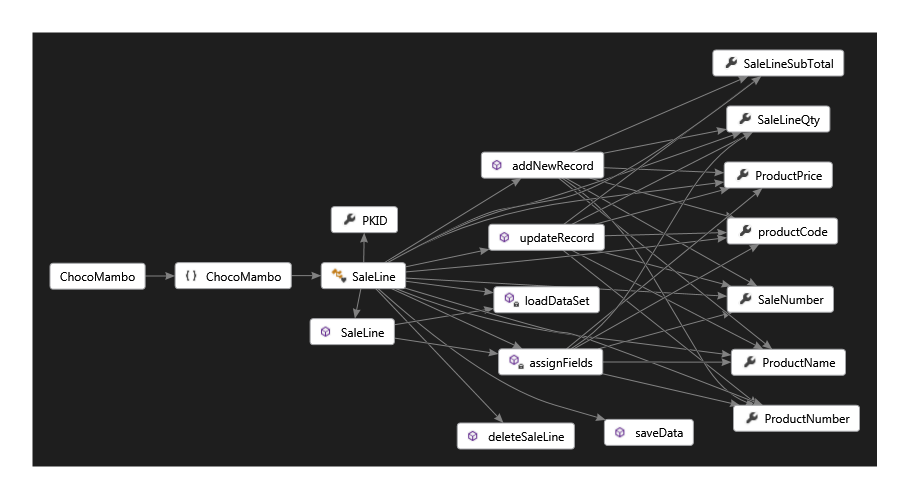 SaleLineSubTotal
SaleLineQty
addNewRecord
ProductPrice
PKID
productCode
updateRecord
ChocoMambo
{ } ChocoMambo
SaleLine
loadDataSet
SaleNumber
SaleLine
assignFields
ProductName
ProductNumber
deleteSaleLine
saveData